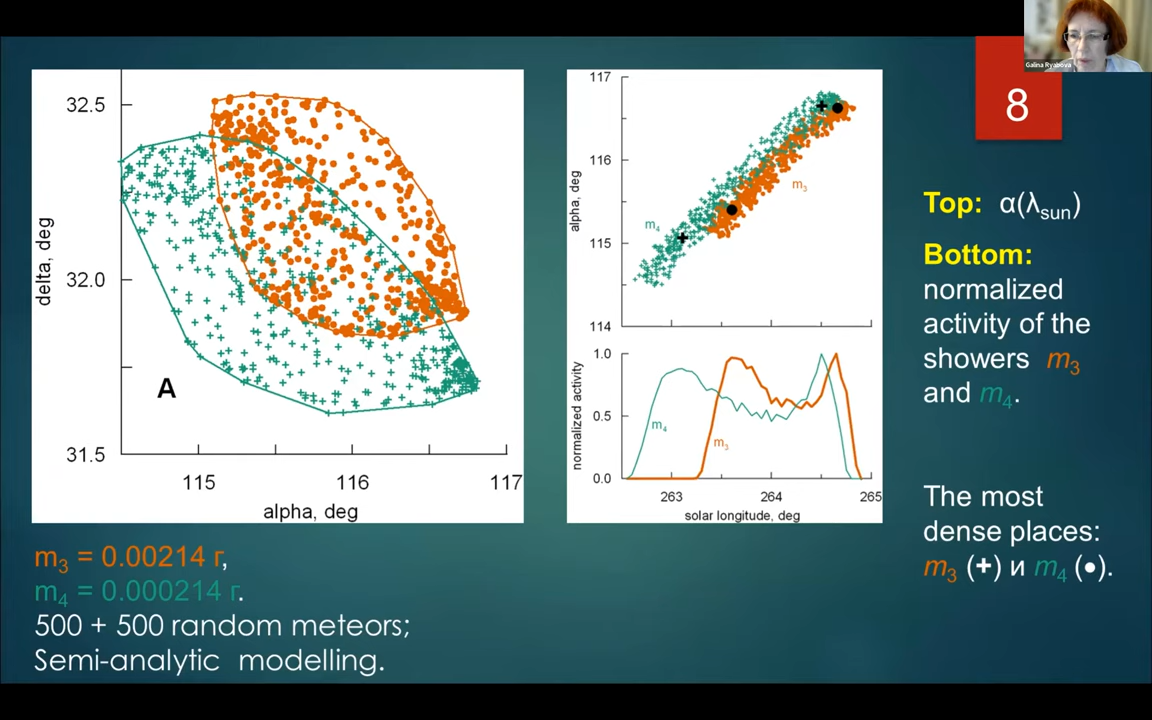 Galina Ryabova
8
32.5
32.0
31.5
delta, deg
A
115
116
117
alpha, deg
117
116
115
114
alpha, deg
m₃
m₄
1.0
0.5
0.0
normalized activity
m₄
m₃
263
264
265
solar longitude, deg
Top: α(λsun)
Bottom:
normalized
activity of the
showers m₃
and m₄.
The most
dense places:
m₃ (+) и m₄ (•).
m₃ = 0.00214 г,
m₄ = 0.000214 г.
500 + 500 random meteors;
Semi-analytic modelling.